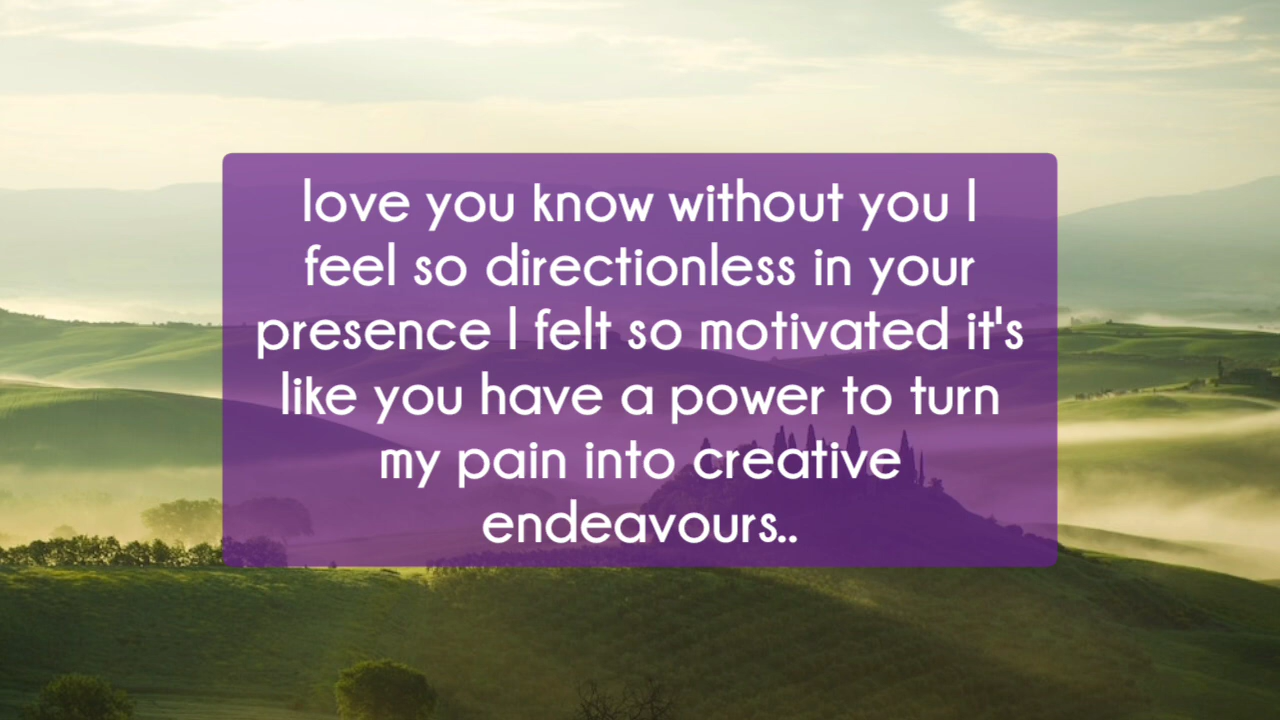 love you know without you I
feel so directionless in your
presence I felt so motivated it's
like you have a power to turn
my pain into creative
endeavours..